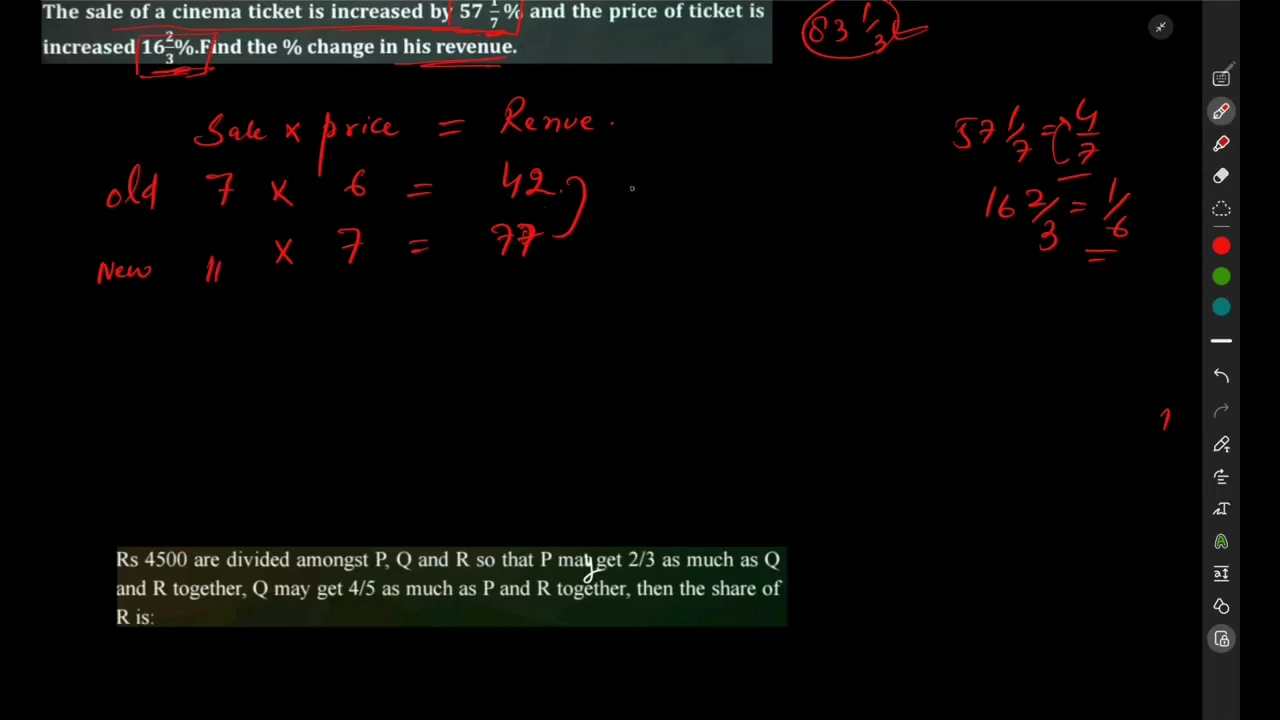 The sale of a cinema ticket is increased by 57 1/7% and the price of ticket is
increased 16 2/3%.Find the % change in his revenue.
83 1/3
Sale x price = Renue.
57 1/7 = 4/7
old 7 x 6 = 42.
16 2/3 = 1/6
New 11 x 7 = 77
1
Rs 4500 are divided amongst P, Q and R so that P may get 2/3 as much as Q
and R together, Q may get 4/5 as much as P and R together, then the share of
R is: